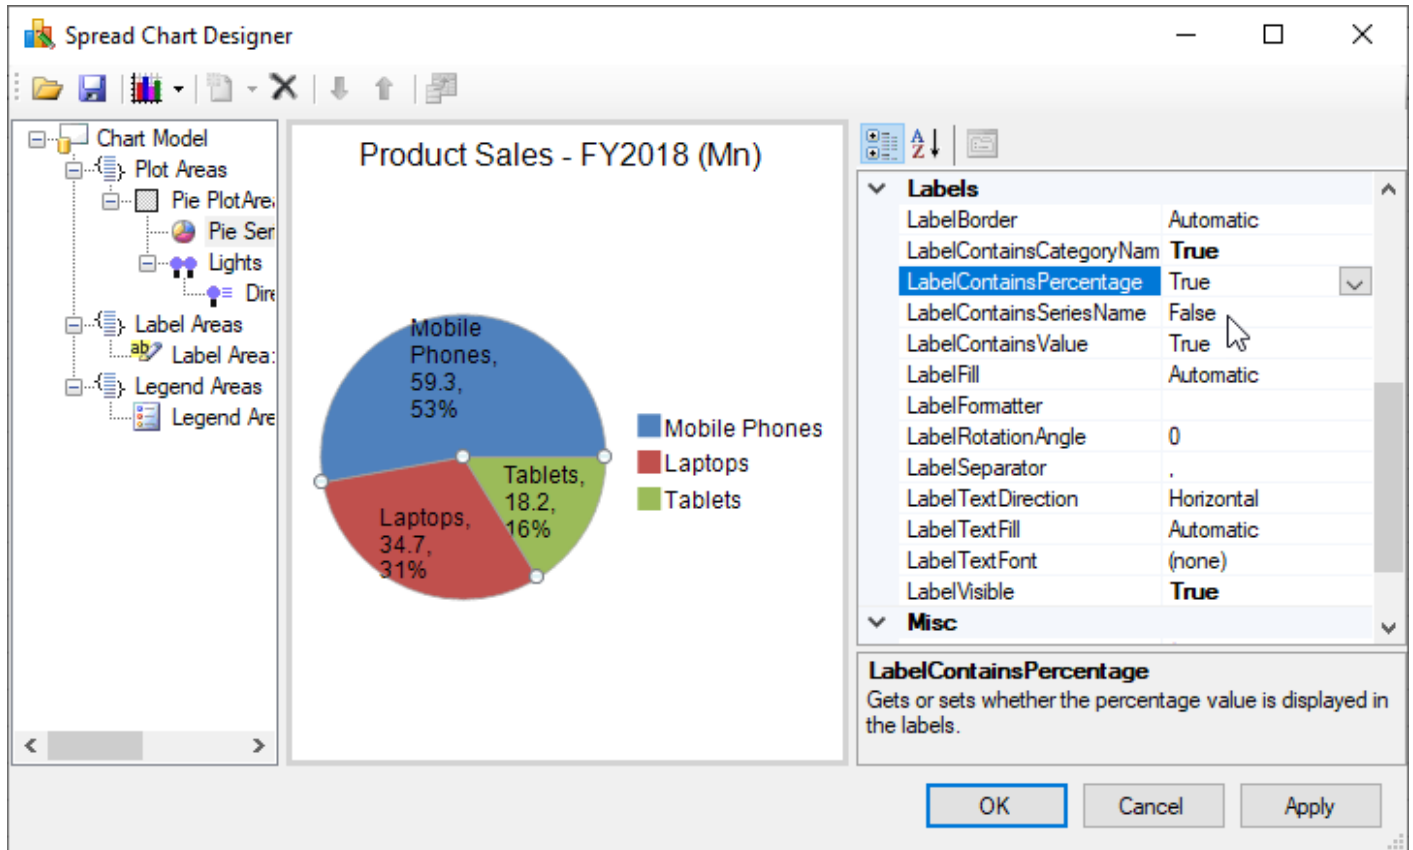 Spread Chart Designer
Chart Model
Plot Areas
Pie PlotArea
Pie Ser
Lights
Dire
Label Areas
ab
Label Area:
Legend Areas
Legend Are
Product Sales - FY2018 (Mn)
Mobile
Phones,
59.3,
53%
Tablets,
18.2,
16%
Laptops,
34.7,
31%
Mobile Phones
Laptops
Tablets
A
Z
Labels
LabelBorder Automatic
LabelContainsCategoryNam True
LabelContainsPercentage True
LabelContainsSeriesName False
LabelContainsValue True
LabelFill Automatic
LabelFormatter
LabelRotationAngle 0
LabelSeparator ,
LabelTextDirection Horizontal
LabelTextFill Automatic
LabelTextFont (none)
LabelVisible True
Misc
LabelContainsPercentage
Gets or sets whether the percentage value is displayed in
the labels.
OK Cancel Apply